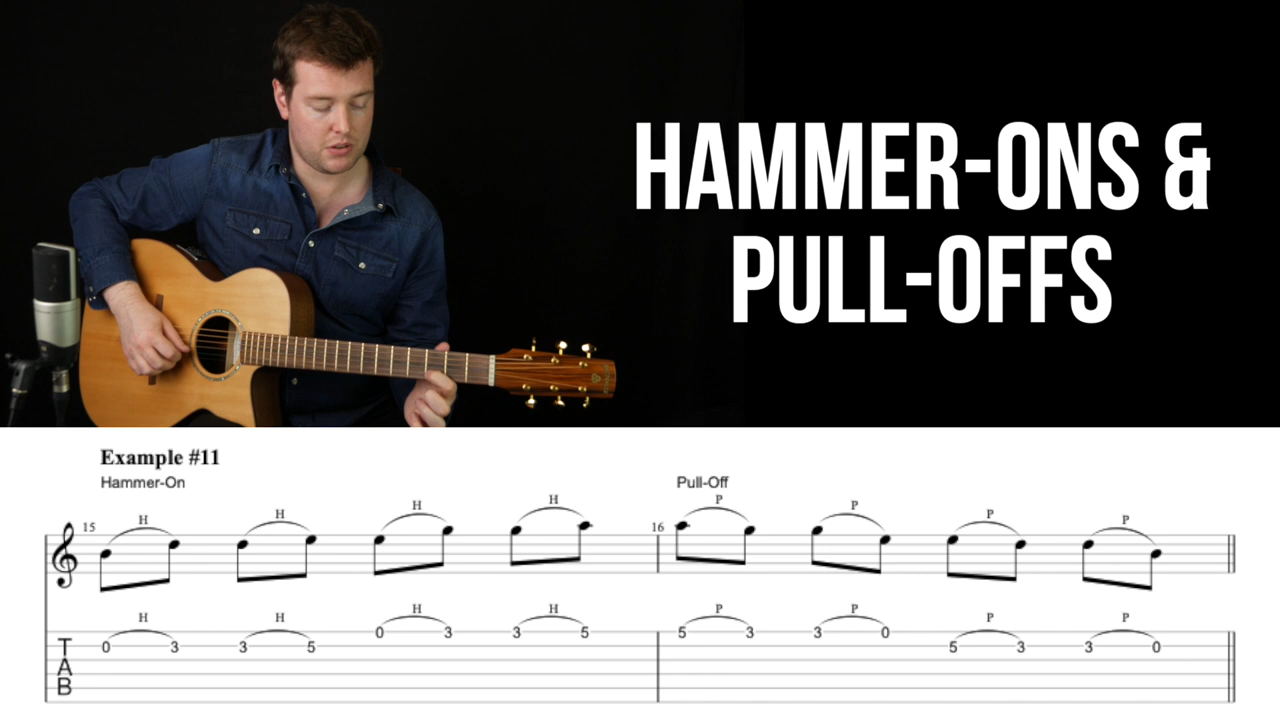 HAMMER-ONS &
PULL-OFFS
Example #11
Hammer-On Pull-Off
15 H H H H 16 P P P P
H H H H P P P P
0 3 3 5 5 3 3 0
T 0 3 3 5 5 3 3 0
A
B